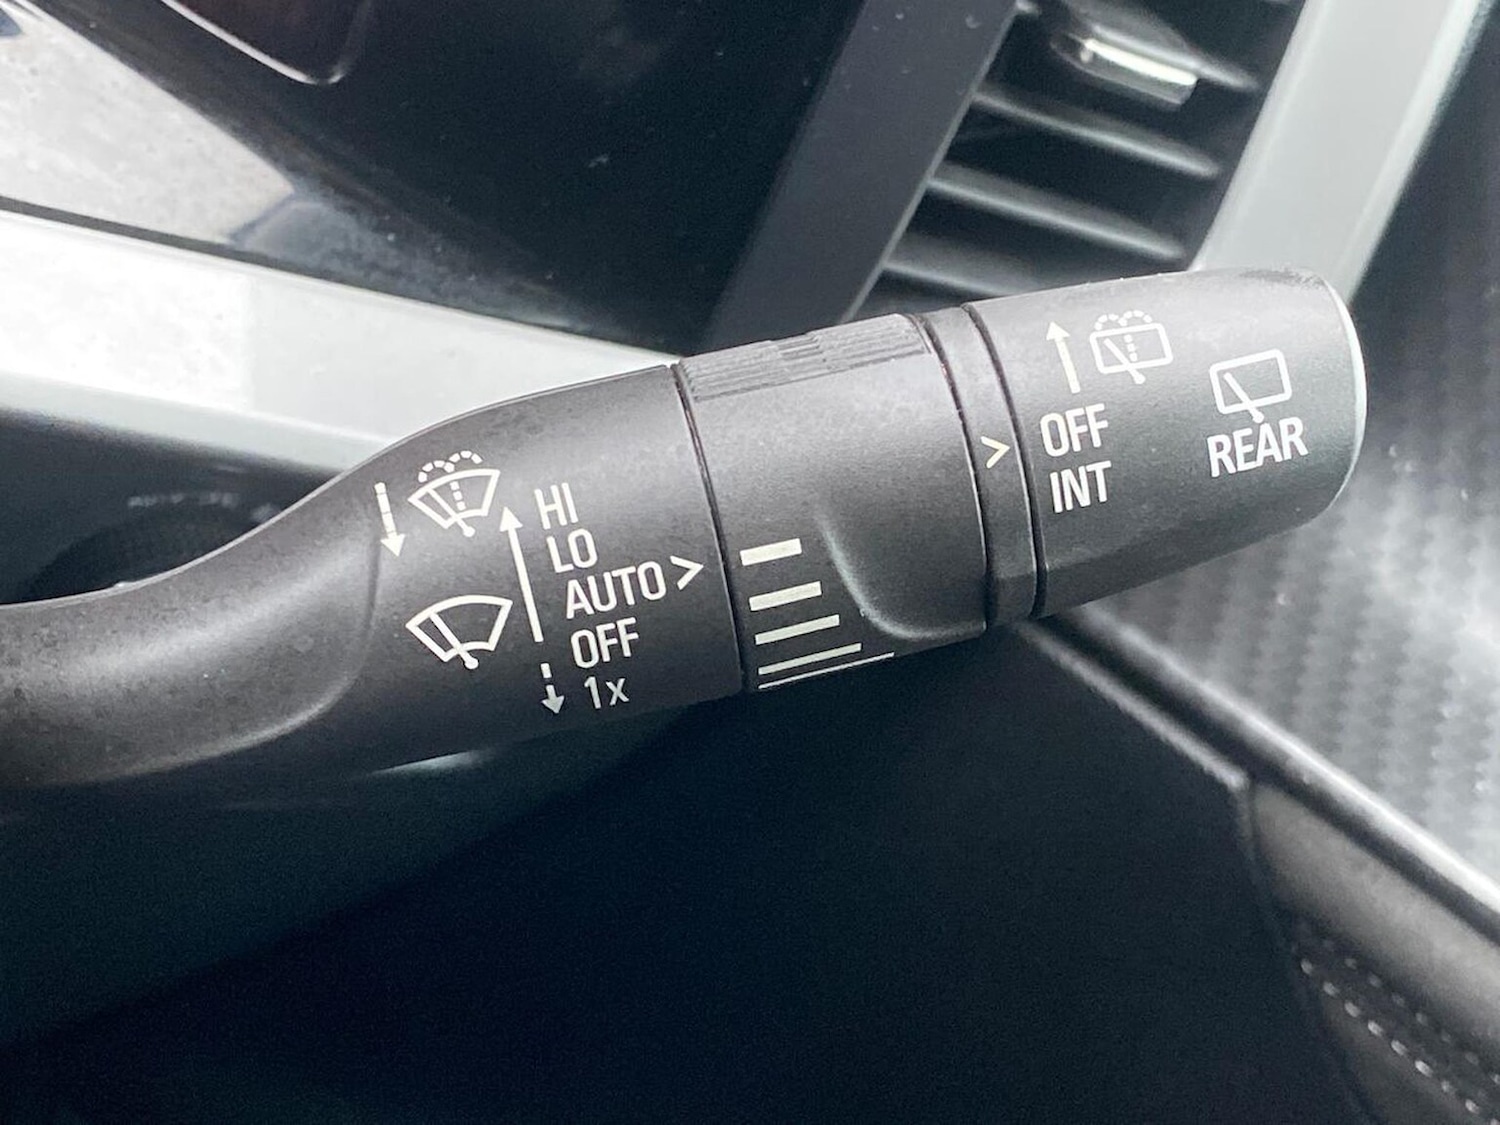 HI
LO
AUTO >
OFF
1x
>
OFF
INT
REAR